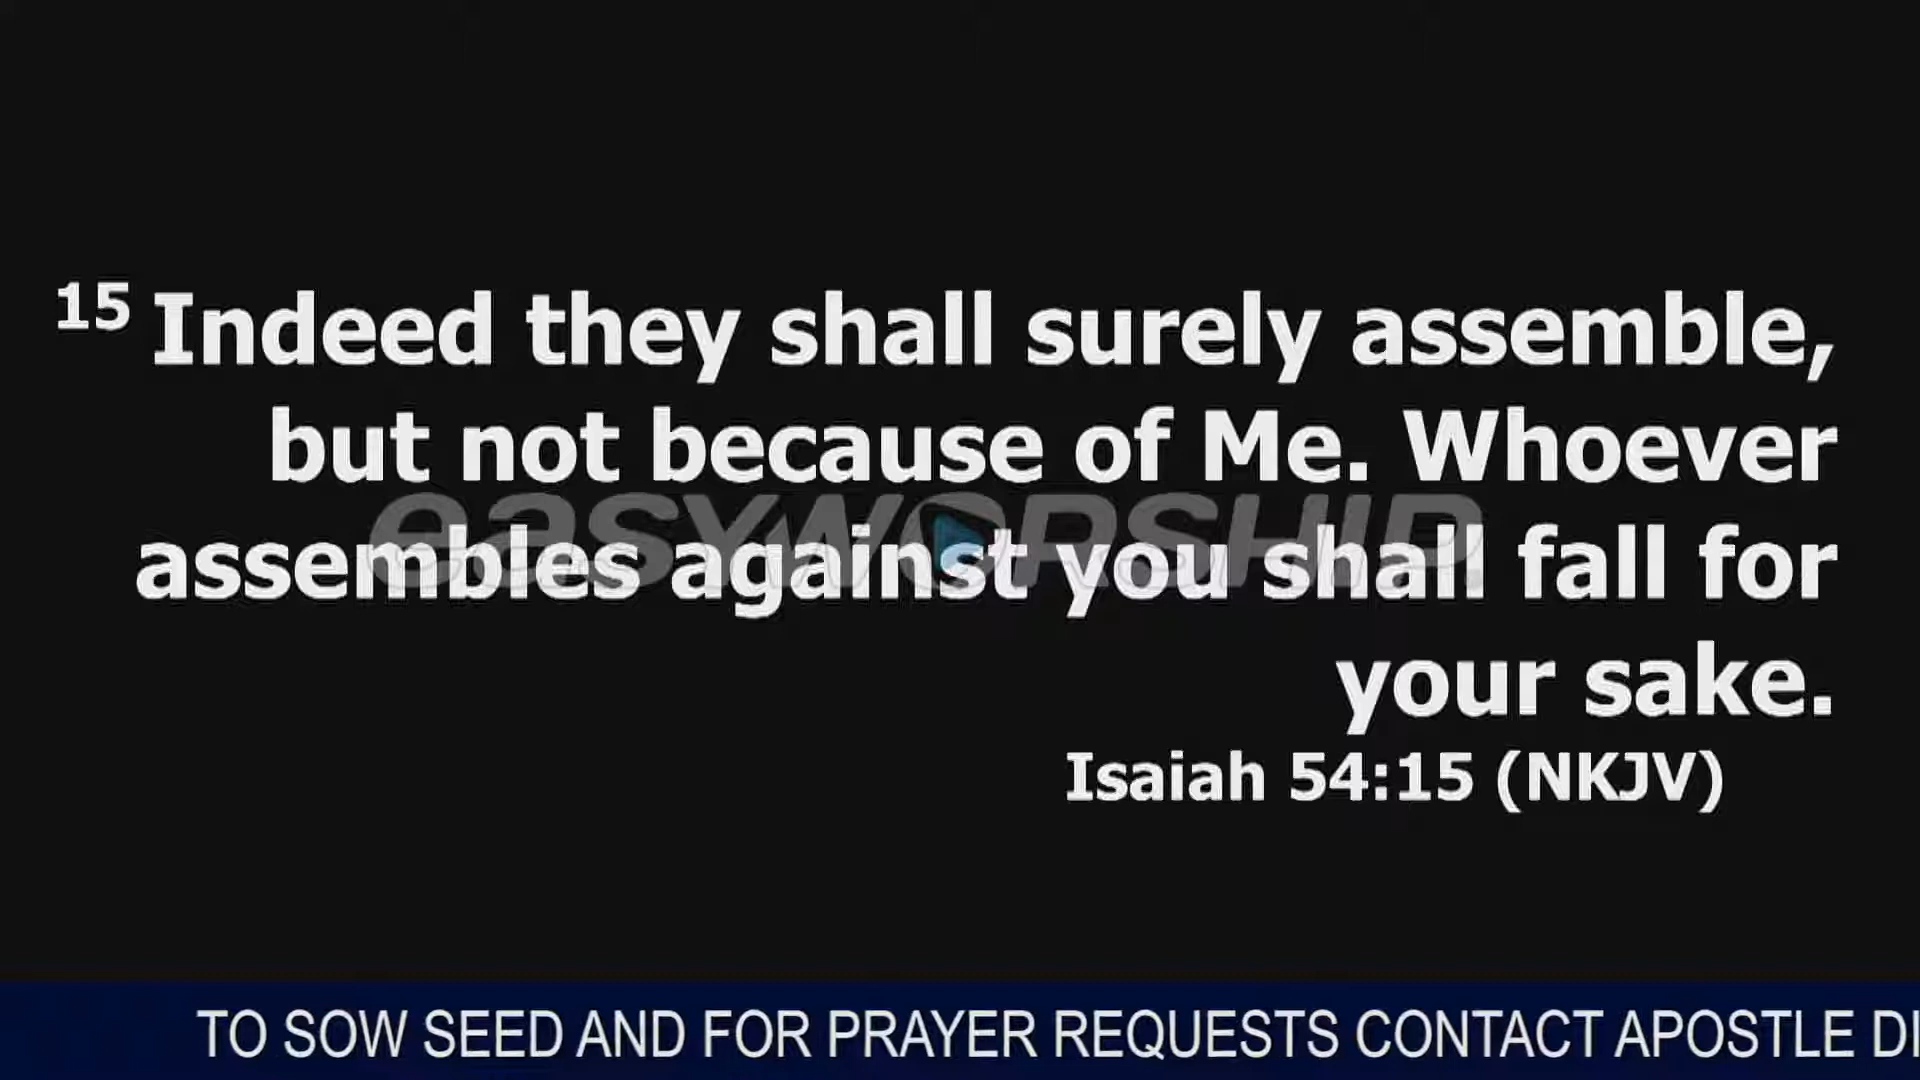 15 Indeed they shall surely assemble,
but not because of Me. Whoever
easyworship
assembles against you shall fall for
your sake.
Isaiah 54:15 (NKJV)
TO SOW SEED AND FOR PRAYER REQUESTS CONTACT APOSTLE DI